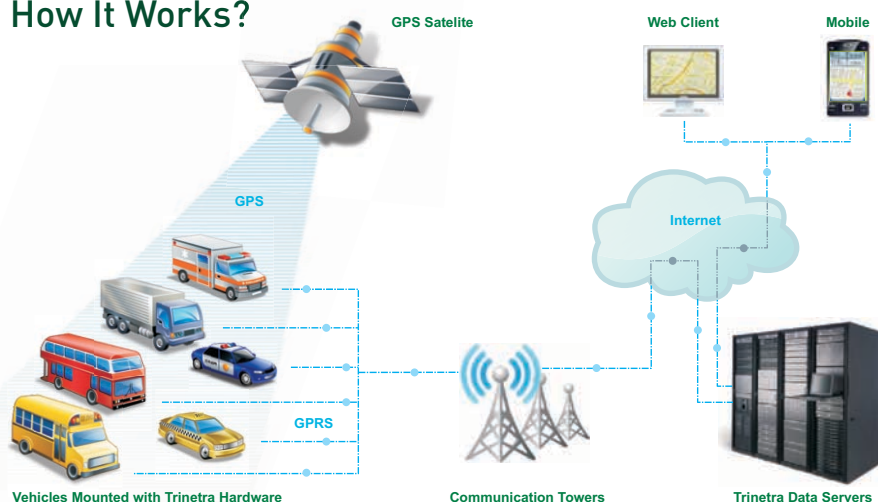 How It Works?
GPS Satelite
Web Client
Mobile
GPS
Internet
GPRS
Vehicles Mounted with Trinetra Hardware
Communication Towers
Trinetra Data Servers